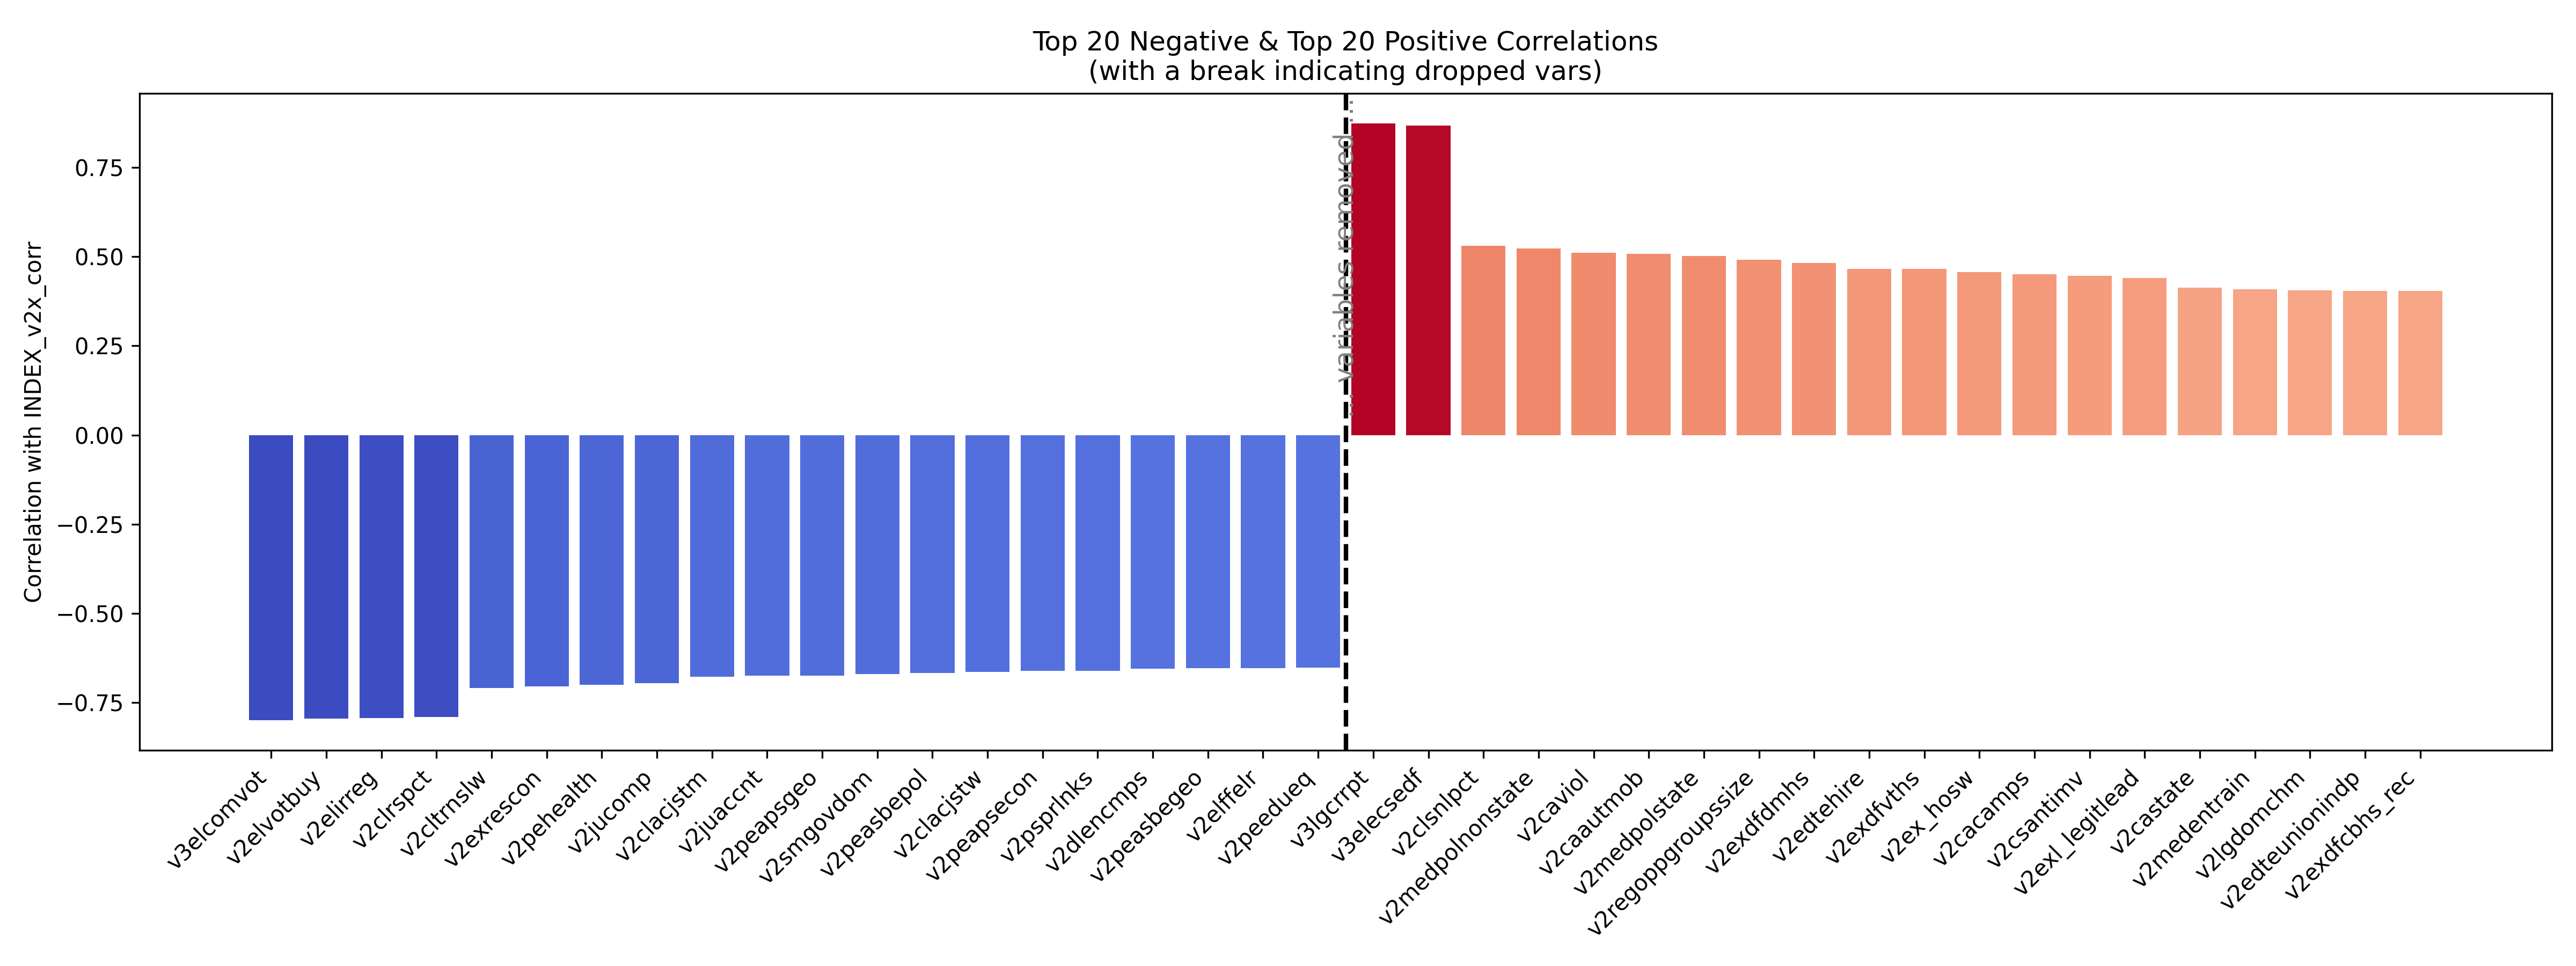 Top 20 Negative & Top 20 Positive Correlations
(with a break indicating dropped vars)
Correlation with INDEX_v2x_corr
0.75
0.50
0.25
0.00
−0.25
−0.50
−0.75
... variables removed ...
v3elcomvot
v2elvotbuy
v2elirreg
v2clrspct
v2cltrnslw
v2exrescon
v2pehealth
v2jucomp
v2clacjstm
v2juaccnt
v2peapsgeo
v2smgovdom
v2peasbepol
v2clacjstw
v2peapsecon
v2psprlnks
v2dlencmps
v2peasbegeo
v2elffelr
v2peedueq
v3lgcrrpt
v3elecsedf
v2clsnlpct
v2medpolnonstate
v2caviol
v2caautmob
v2medpolstate
v2regoppgroupssize
v2exdfdmhs
v2edtehire
v2exdfvths
v2ex_hosw
v2cacamps
v2csantimv
v2exl_legitlead
v2castate
v2medentrain
v2lgdomchm
v2edteunionindp
v2exdfcbhs_rec